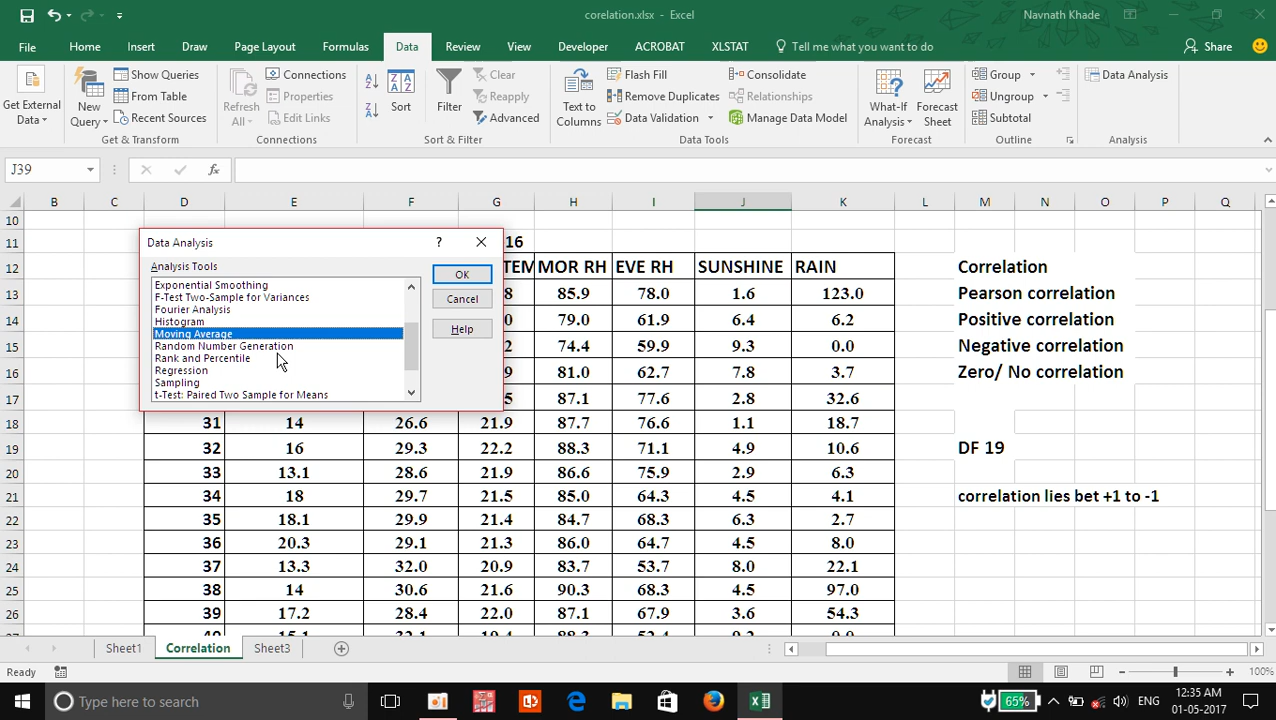 corelation.xlsx - Excel
Navnath Khade
File Home Insert Draw Page Layout Formulas Data Review View Developer ACROBAT XLSTAT Tell me what you want to do Share
Get External Data
New Query
Show Queries
From Table
Recent Sources
Get & Transform
Refresh All
Connections
Properties
Edit Links
Connections
Sort
Filter
Clear
Reapply
Advanced
Sort & Filter
Text to Columns
Flash Fill
Remove Duplicates
Data Validation
Consolidate
Relationships
Manage Data Model
Data Tools
What-If Analysis
Forecast Sheet
Forecast
Group
Ungroup
Subtotal
Outline
Data Analysis
Analysis
J39 fx
B C D E F G H I J K L M N O P Q
10
11 16
12 TEM MOR RH EVE RH SUNSHINE RAIN Correlation
13 8 85.9 78.0 1.6 123.0 Pearson correlation
14 0 79.0 61.9 6.4 6.2 Positive correlation
15 2 74.4 59.9 9.3 0.0 Negative correlation
16 9 81.0 62.7 7.8 3.7 Zero/ No correlation
17 5 87.1 77.6 2.8 32.6
18 31 14 26.6 21.9 87.7 76.6 1.1 18.7
19 32 16 29.3 22.2 88.3 71.1 4.9 10.6 DF 19
20 33 13.1 28.6 21.9 86.6 75.9 2.9 6.3
21 34 18 29.7 21.5 85.0 64.3 4.5 4.1 correlation lies bet +1 to -1
22 35 18.1 29.9 21.4 84.7 68.3 6.3 2.7
23 36 20.3 29.1 21.3 86.0 64.7 4.5 8.0
24 37 13.3 32.0 20.9 83.7 53.7 8.0 22.1
25 38 14 30.6 21.4 90.3 68.3 4.5 97.0
26 39 17.2 28.4 22.0 87.1 67.9 3.6 54.3
Data Analysis ?
Analysis Tools
Exponential Smoothing
F-Test Two-Sample for Variances
Fourier Analysis
Histogram
Moving Average
Random Number Generation
Rank and Percentile
Regression
Sampling
t-Test: Paired Two Sample for Means
OK
Cancel
Help
Sheet1 Correlation Sheet3
Ready 100%
Type here to search
65% ENG 12:35 AM
01-05-2017